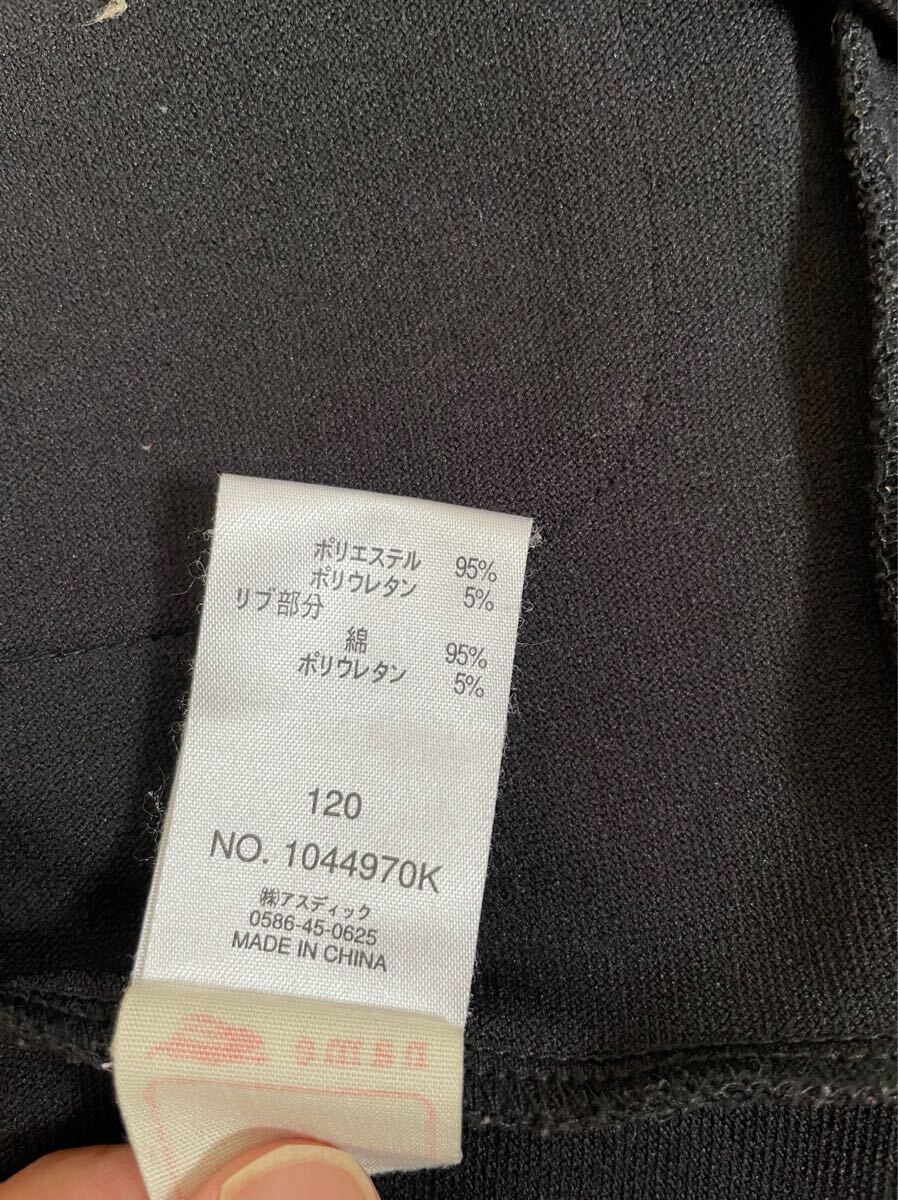 ポリエステル 95%
ポリウレタン 5%
リブ部分
綿 95%
ポリウレタン 5%
120
NO. 1044970K
㈱アスディック
0586-45-0625
MADE IN CHINA
name